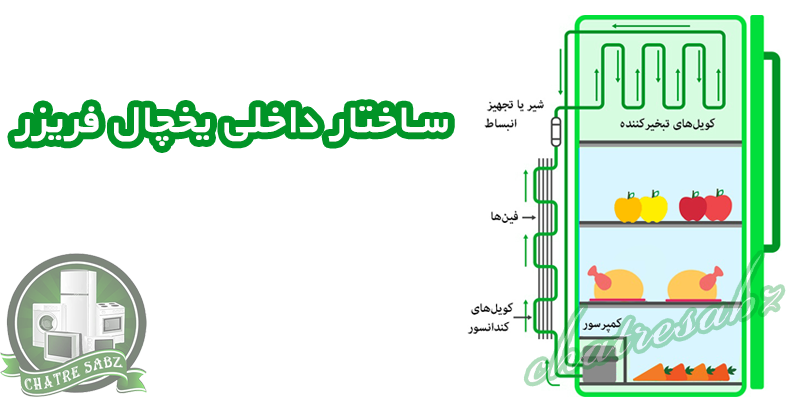 ساختار داخلی یخچال فریزر
شیر یا تجهیز
انبساط
کویل‌های تبخیرکننده
فین‌ها
کویل‌های
کندانسور
کمپرسور
chatresabz
CHATRE SABZ